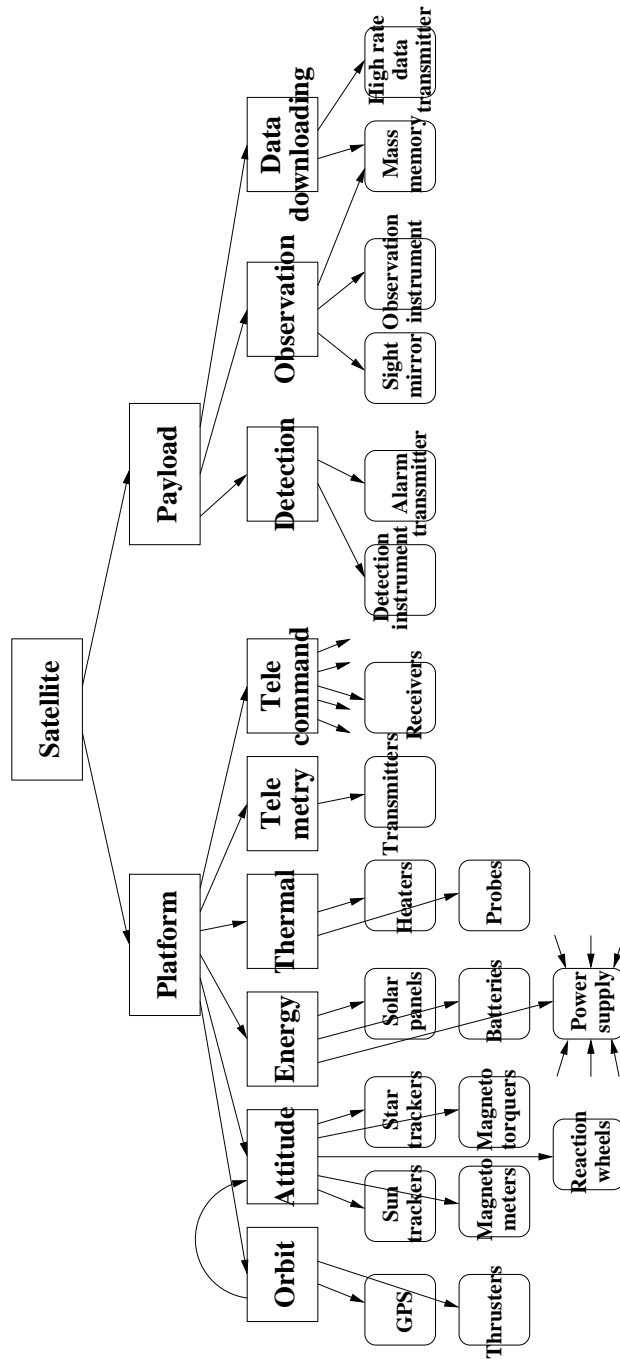 Satellite
Platform
Payload
Orbit
Attitude
Energy
Thermal
Tele
metry
Tele
command
Detection
Observation
Data
downloading
GPS
Sun
trackers
Star
trackers
Solar
panels
Heaters
Transmitters
Receivers
Detection
instrument
Alarm
transmitter
Sight
mirror
Observation
instrument
Mass
memory
High rate
data
transmitter
Thrusters
Magneto
meters
Magneto
torquers
Batteries
Probes
Reaction
wheels
Power
supply